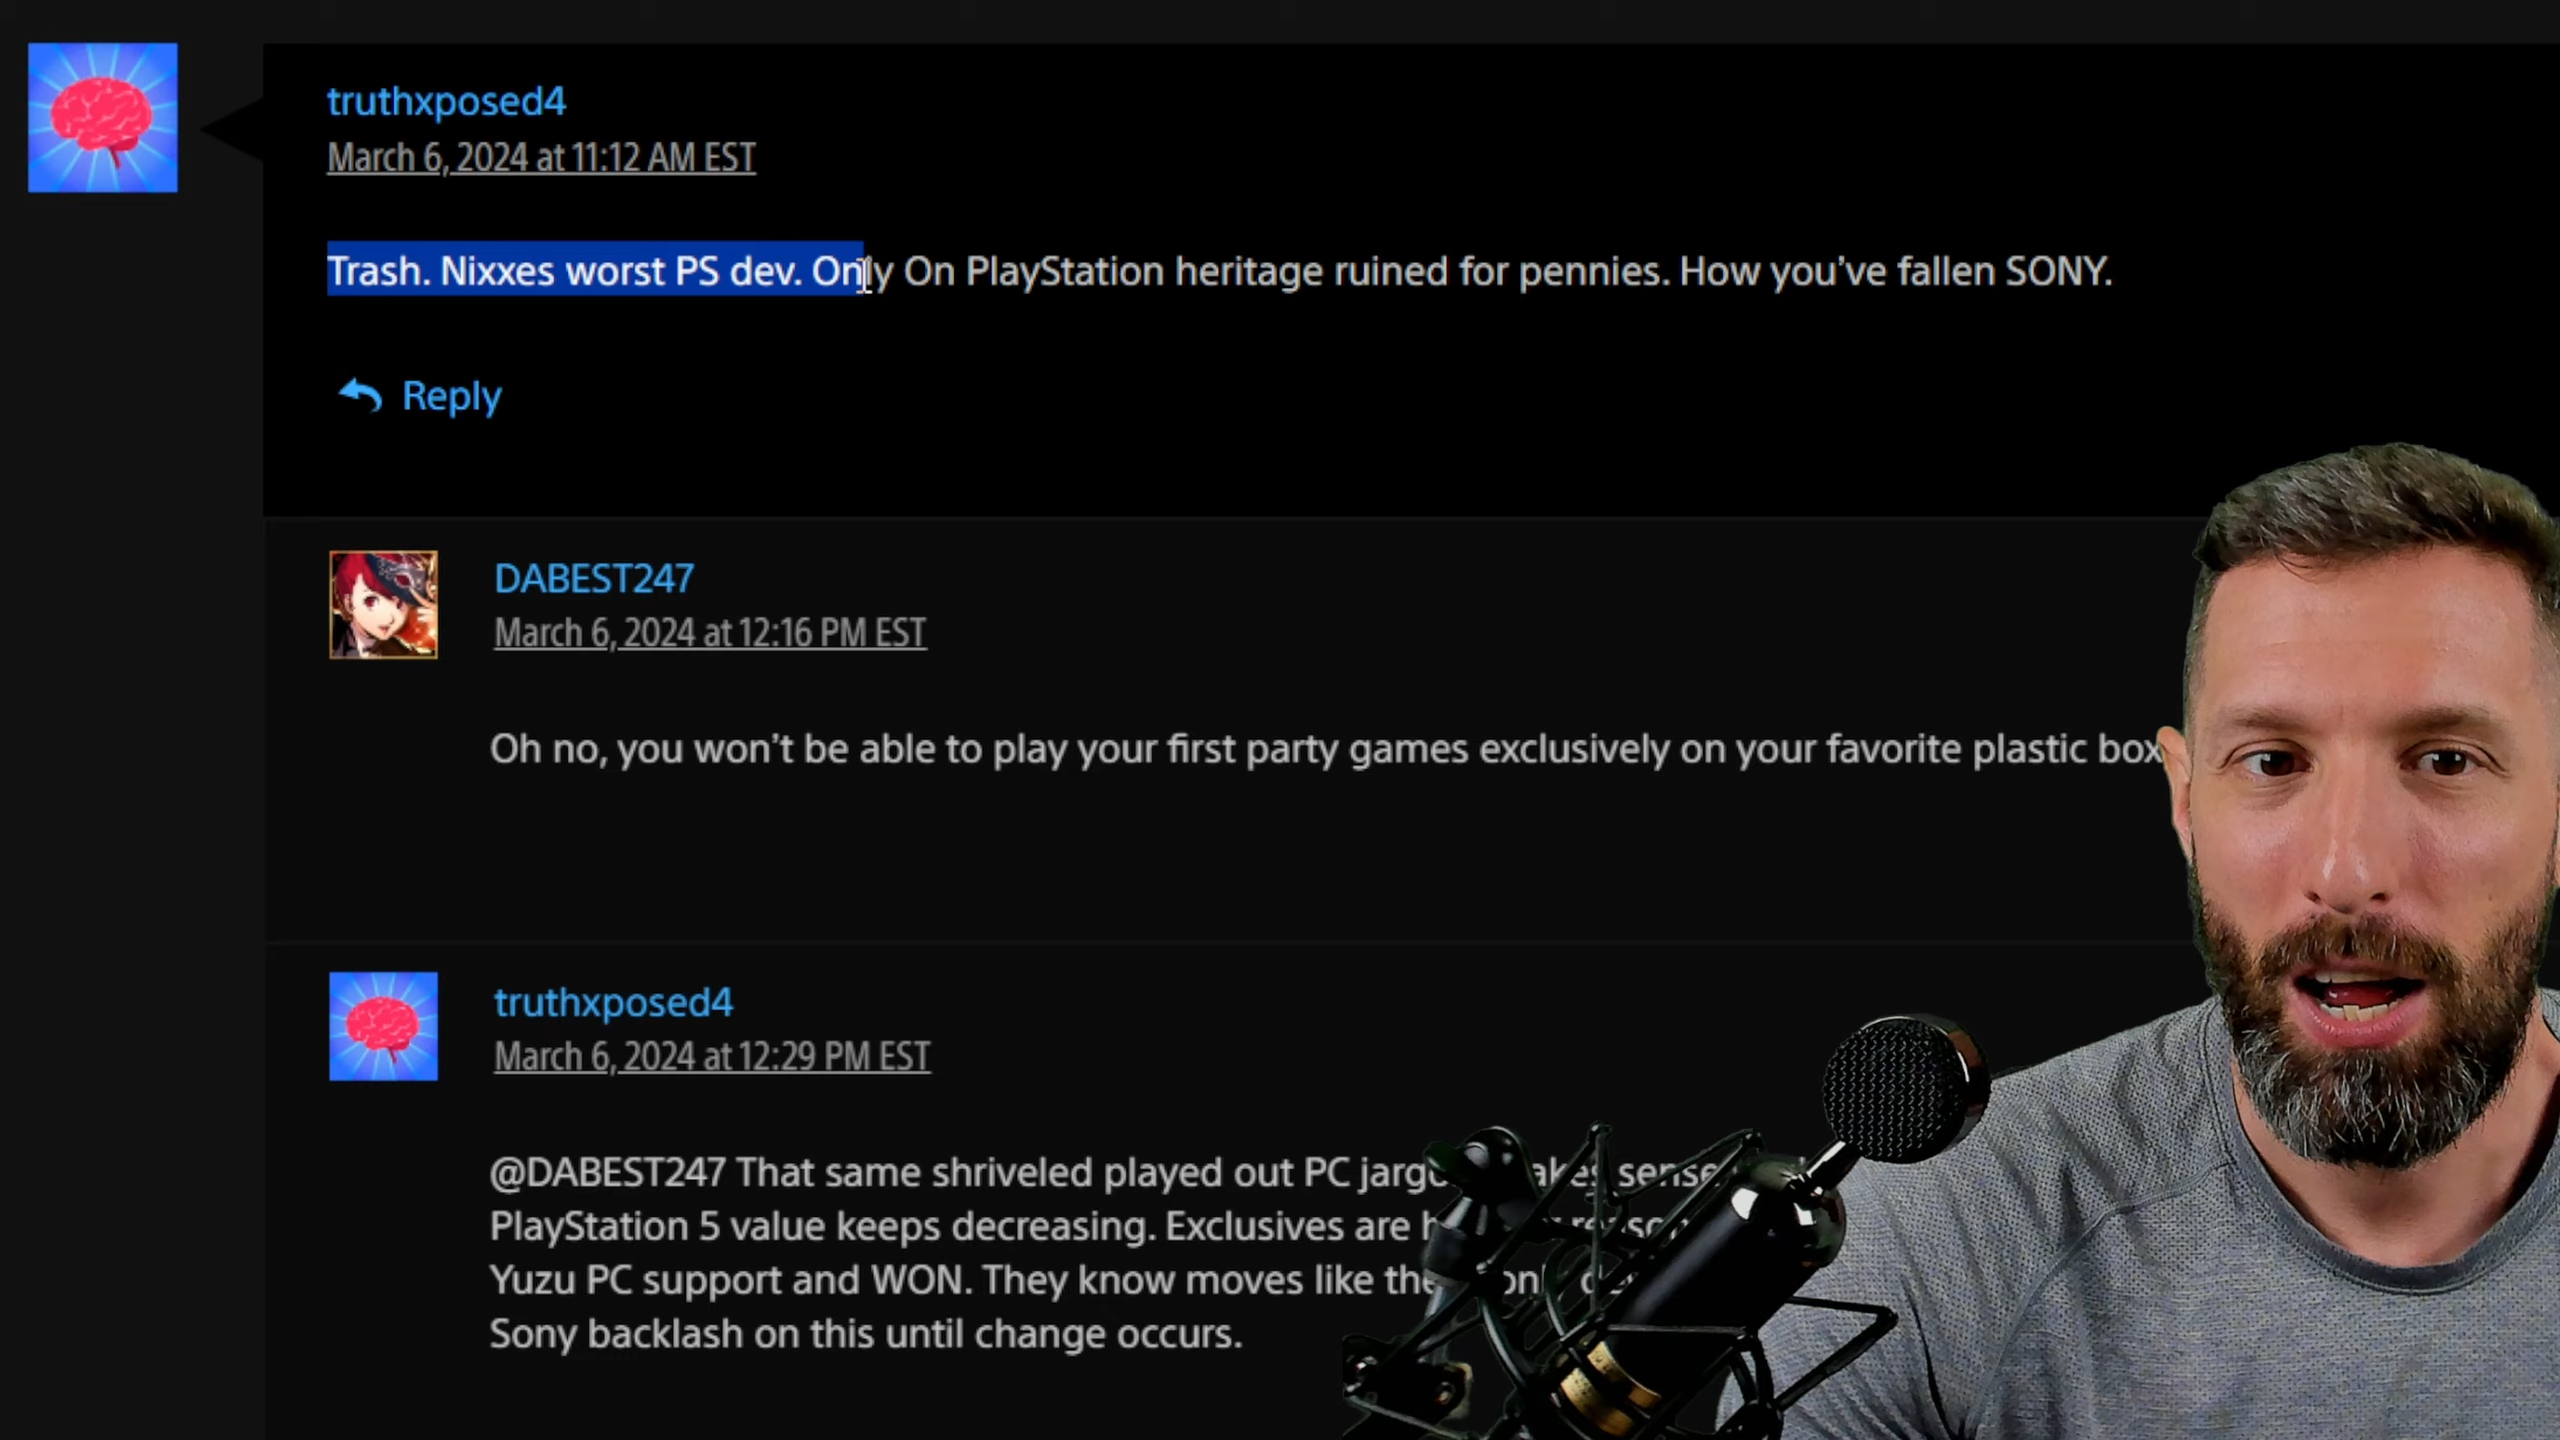 truthxposed4
March 6, 2024 at 11:12 AM EST
Trash. Nixxes worst PS dev. Only On PlayStation heritage ruined for pennies. How you’ve fallen SONY.
Reply
DABEST247
March 6, 2024 at 12:16 PM EST
Oh no, you won’t be able to play your first party games exclusively on your favorite plastic box
truthxposed4
March 6, 2024 at 12:29 PM EST
@DABEST247 That same shriveled played out PC sense
PlayStation 5 value keeps decreasing. Exclusives are
Yuzu PC support and WON. They know moves like
Sony backlash on this until change occurs.